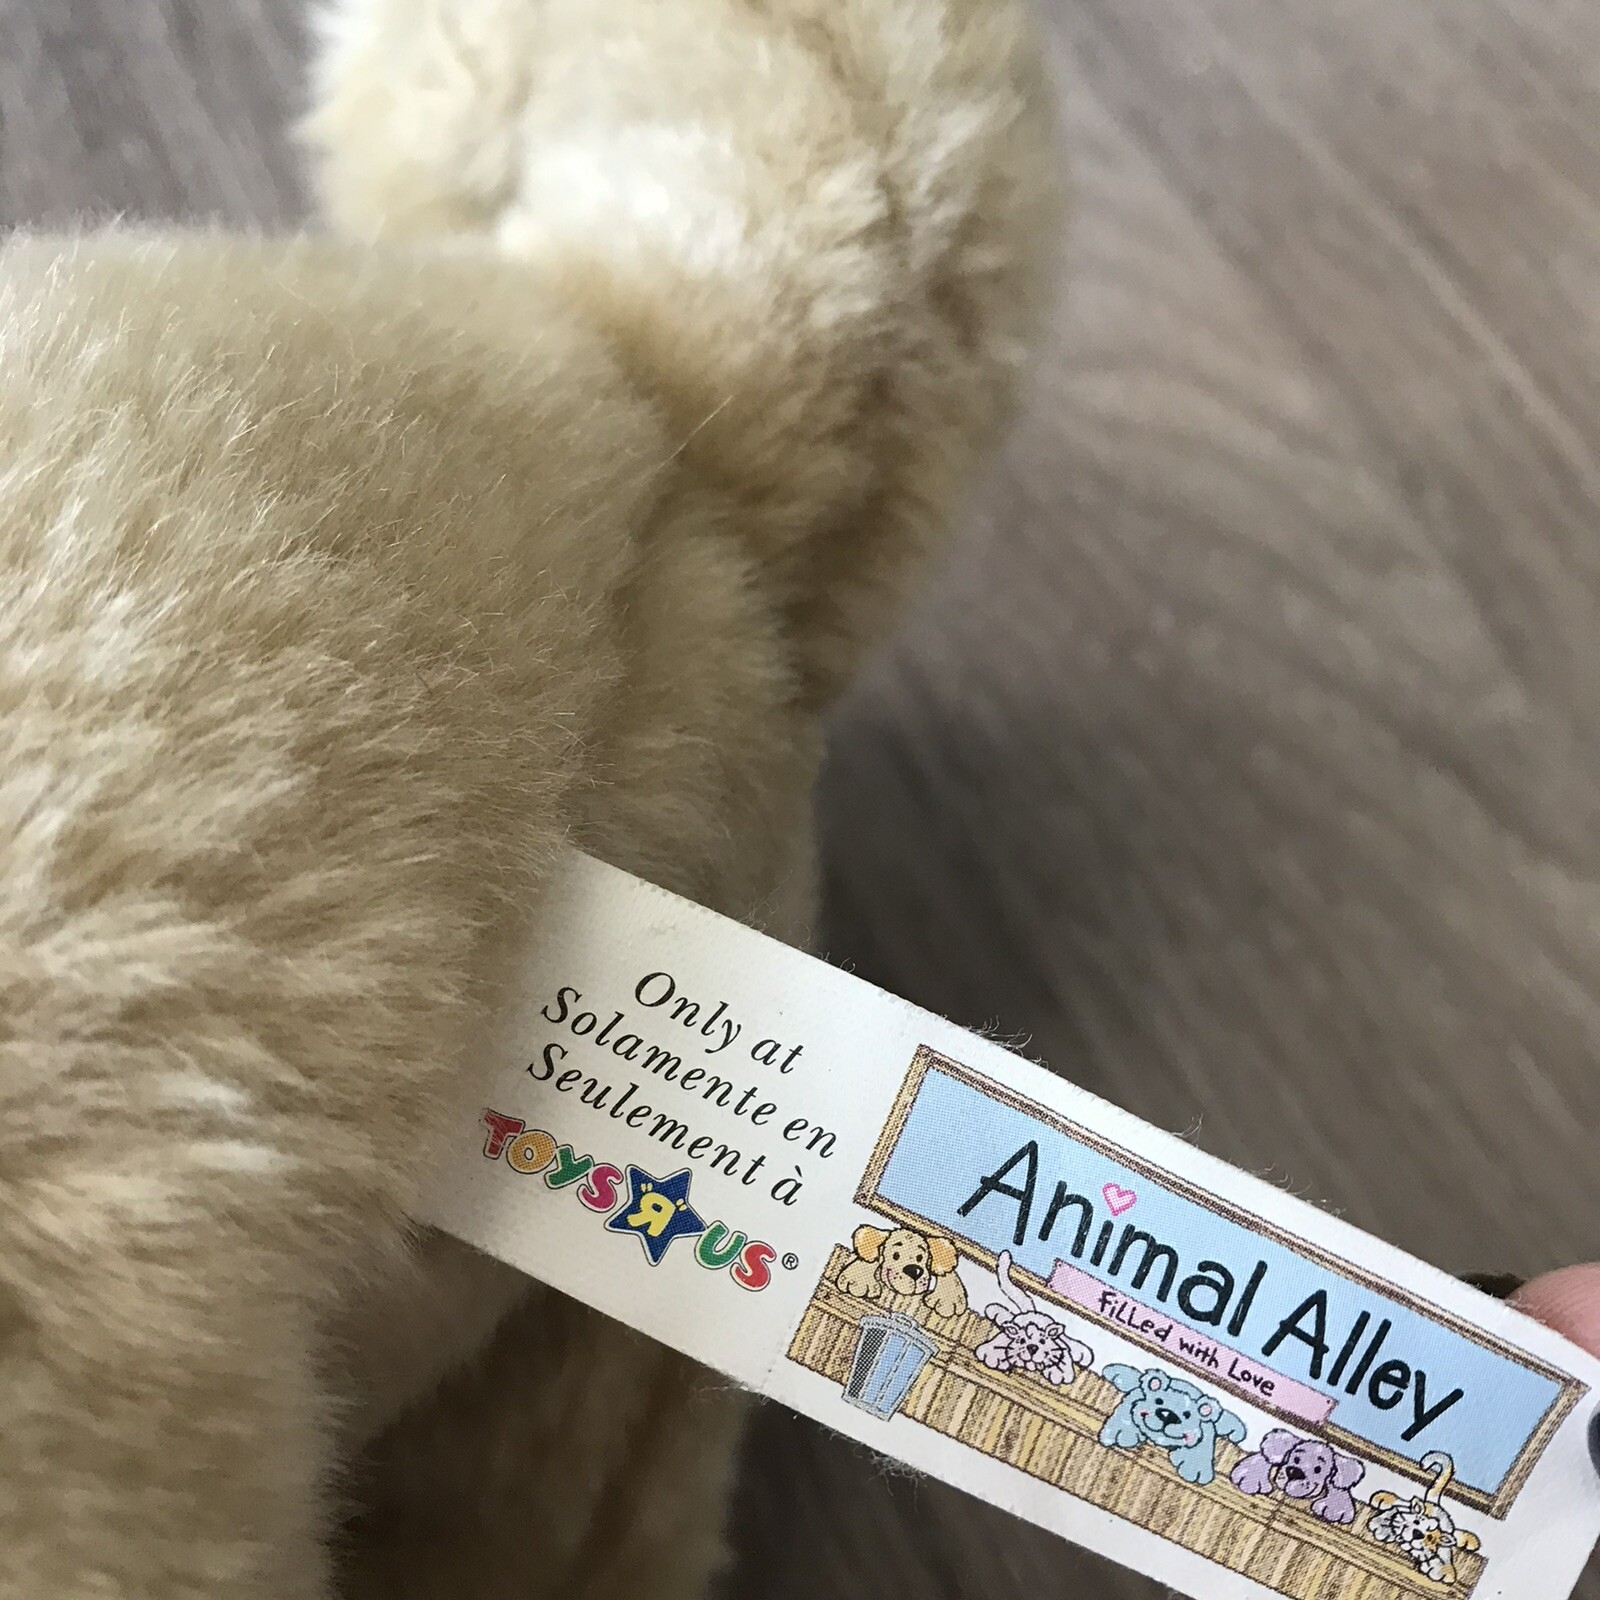 Only at
Solamente en
Seulement à
TOYS"R"US®
Animal Alley
Filled with Love